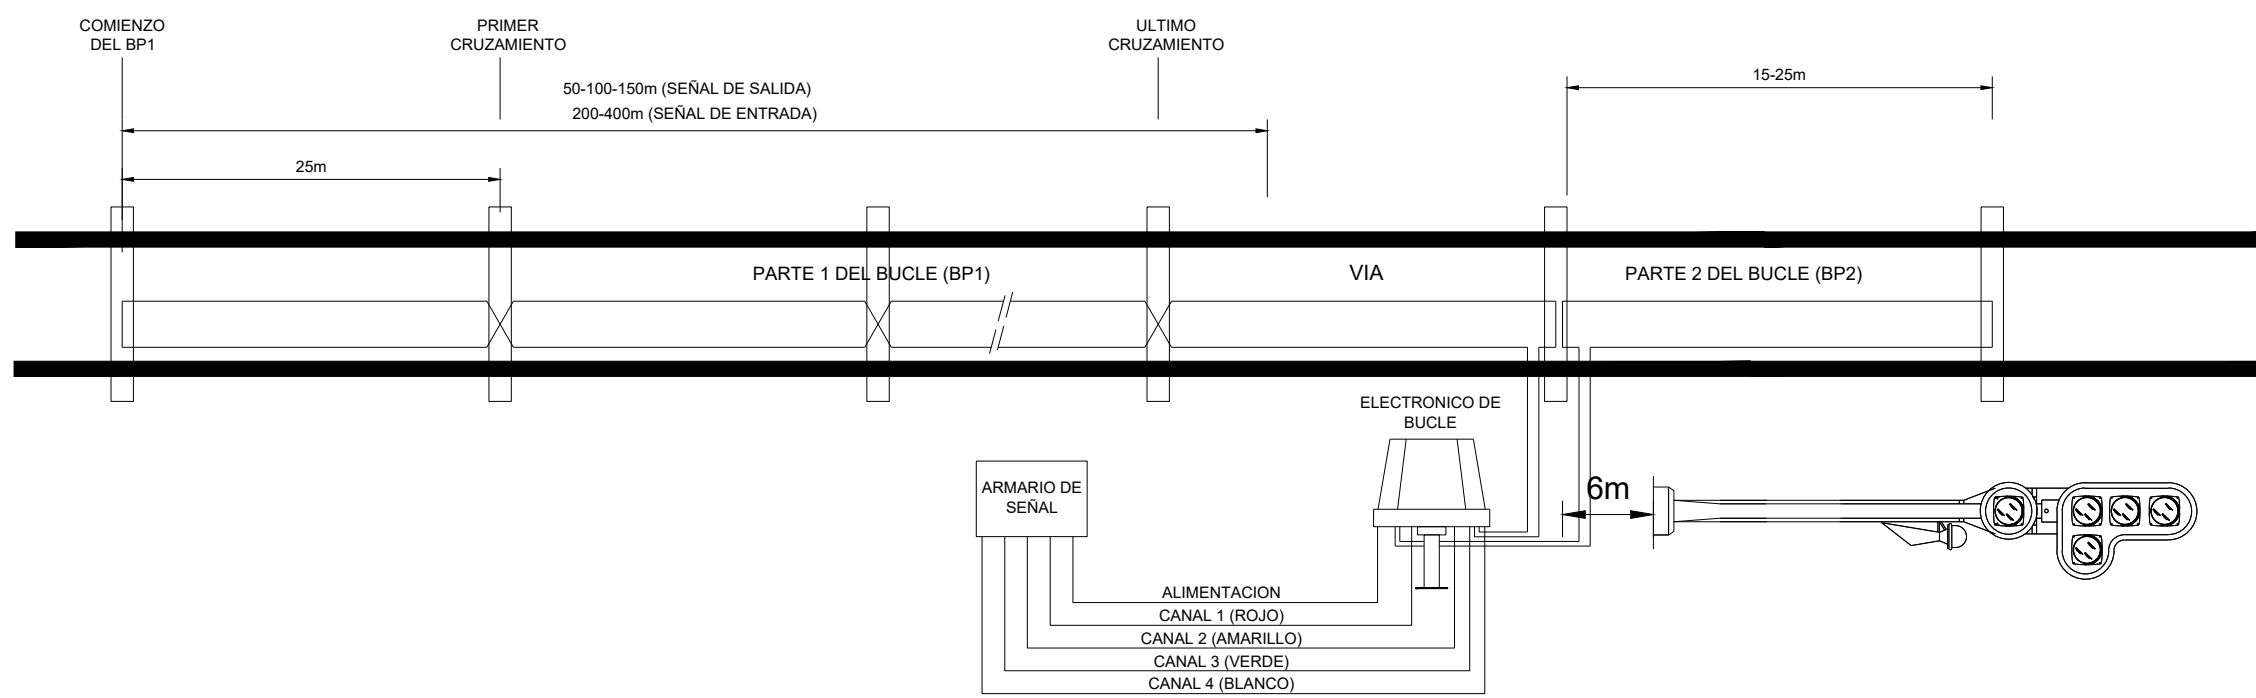 COMIENZO
DEL BP1
PRIMER
CRUZAMIENTO
ULTIMO
CRUZAMIENTO
50-100-150m (SEÑAL DE SALIDA)
200-400m (SEÑAL DE ENTRADA)
15-25m
25m
PARTE 1 DEL BUCLE (BP1)
VIA
PARTE 2 DEL BUCLE (BP2)
ELECTRONICO DE
BUCLE
ARMARIO DE
SEÑAL
6m
ALIMENTACION
CANAL 1 (ROJO)
CANAL 2 (AMARILLO)
CANAL 3 (VERDE)
CANAL 4 (BLANCO)